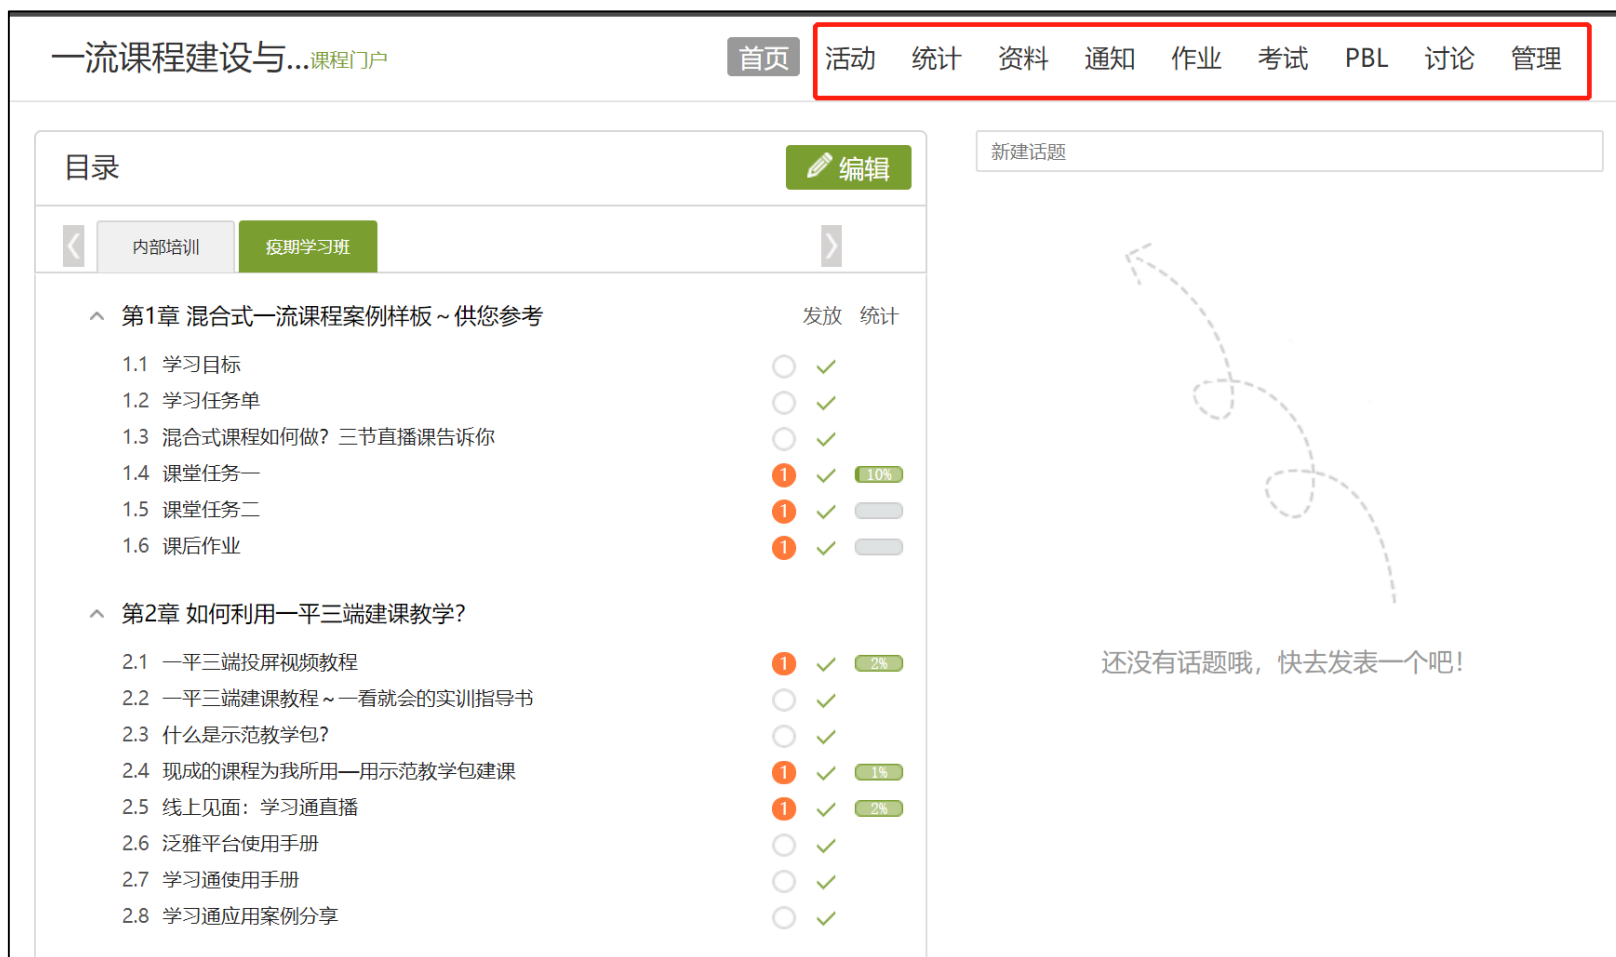 一流课程建设与...课程门户
首页 活动 统计 资料 通知 作业 考试 PBL 讨论 管理
目录 编辑
新建话题
内部培训 疫期学习班
第1章 混合式一流课程案例样板～供您参考 发放 统计
1.1 学习目标
1.2 学习任务单
1.3 混合式课程如何做？三节直播课告诉你
1.4 课堂任务一 1 10%
1.5 课堂任务二 1
1.6 课后作业 1
第2章 如何利用一平三端建课教学？
2.1 一平三端投屏视频教程 1 2%
2.2 一平三端建课教程～一看就会的实训指导书
2.3 什么是示范教学包？
2.4 现成的课程为我所用—用示范教学包建课 1 1%
2.5 线上见面：学习通直播 1 2%
2.6 泛雅平台使用手册
2.7 学习通使用手册
2.8 学习通应用案例分享
还没有话题哦，快去发表一个吧！